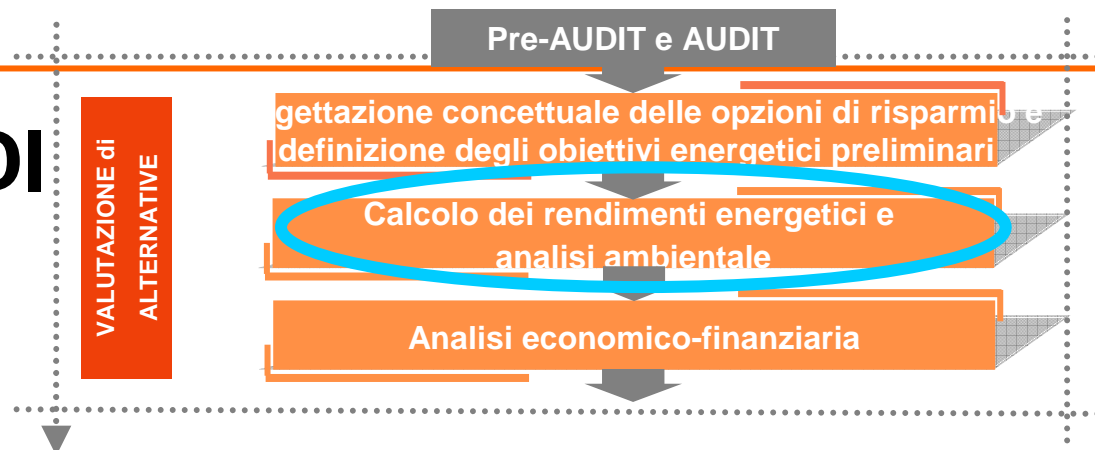 Pre-AUDIT e AUDIT
DI
VALUTAZIONE di
ALTERNATIVE
gettazione concettuale delle opzioni di risparmio e
definizione degli obiettivi energetici preliminari
Calcolo dei rendimenti energetici e
analisi ambientale
Analisi economico-finanziaria